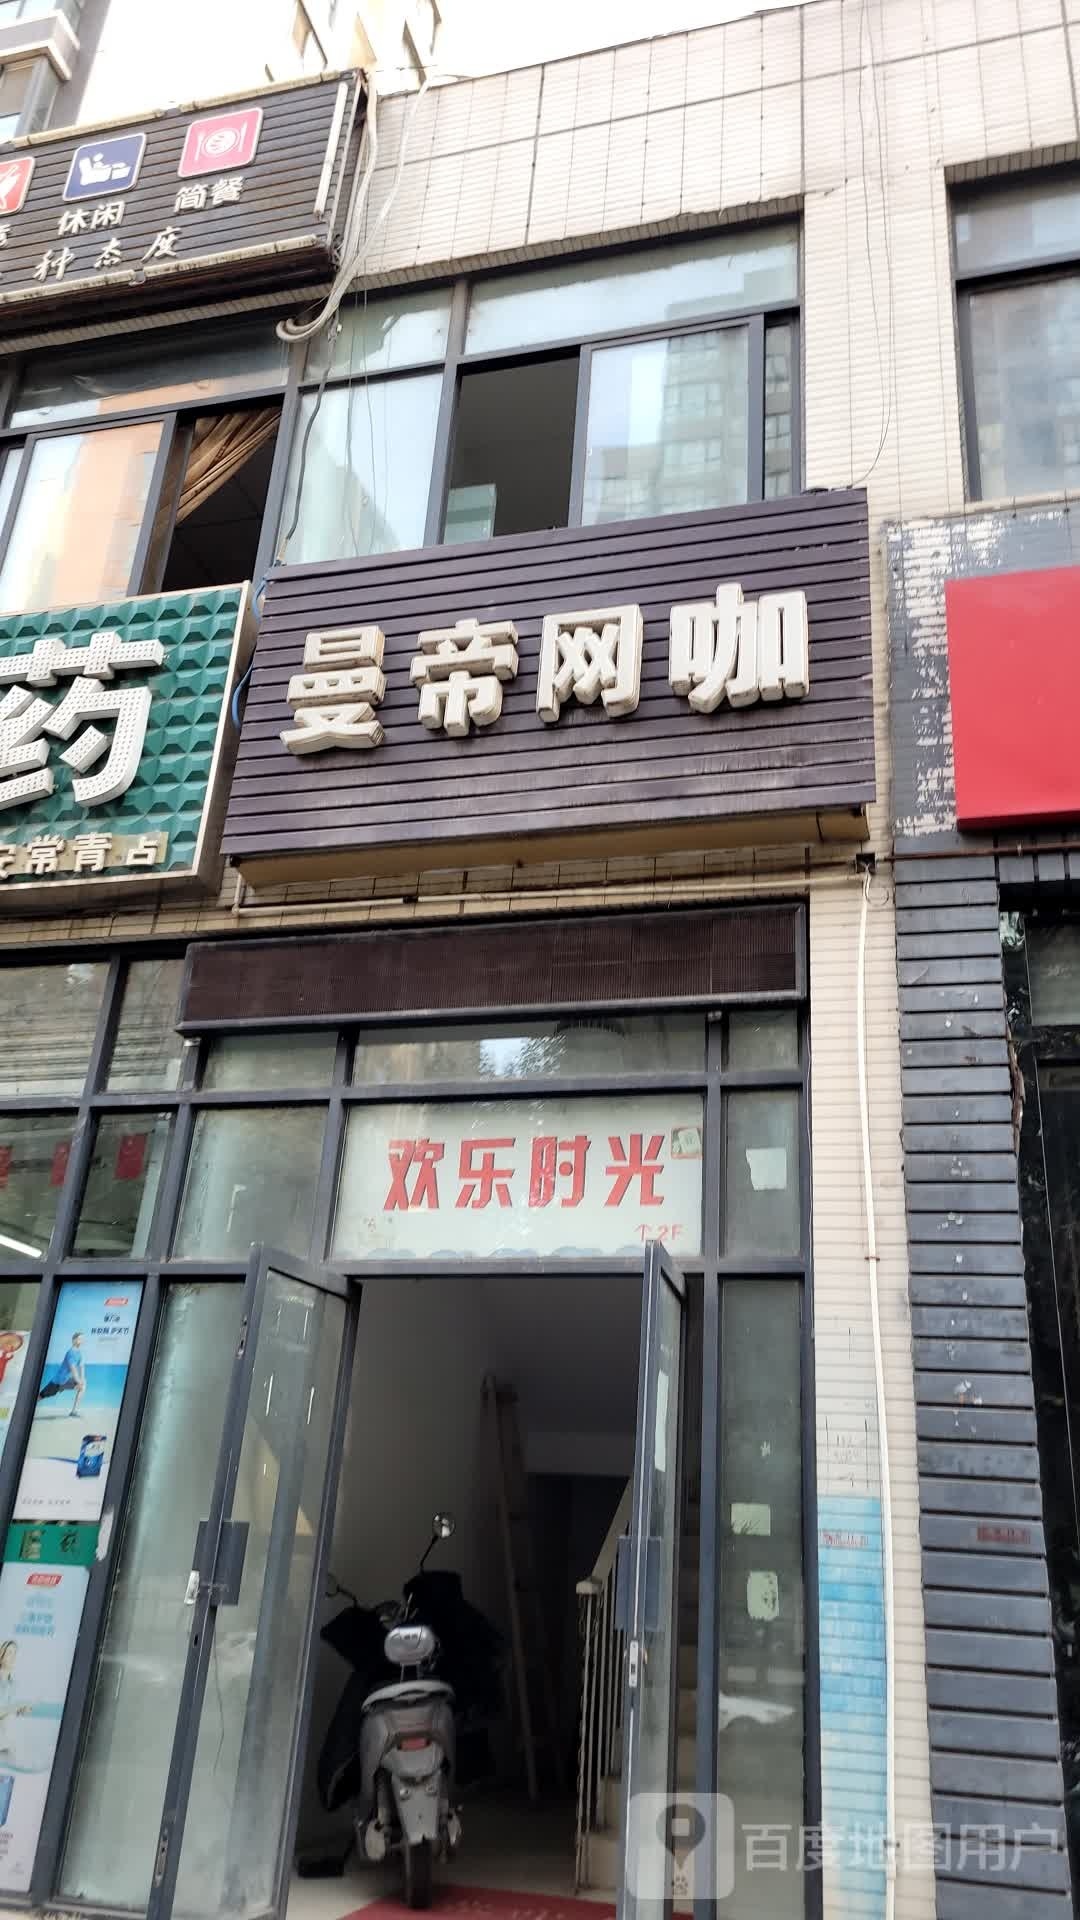 休闲 简餐
种态度
曼帝网咖
药
常青店
欢乐时光
↑2F
百度地图用户